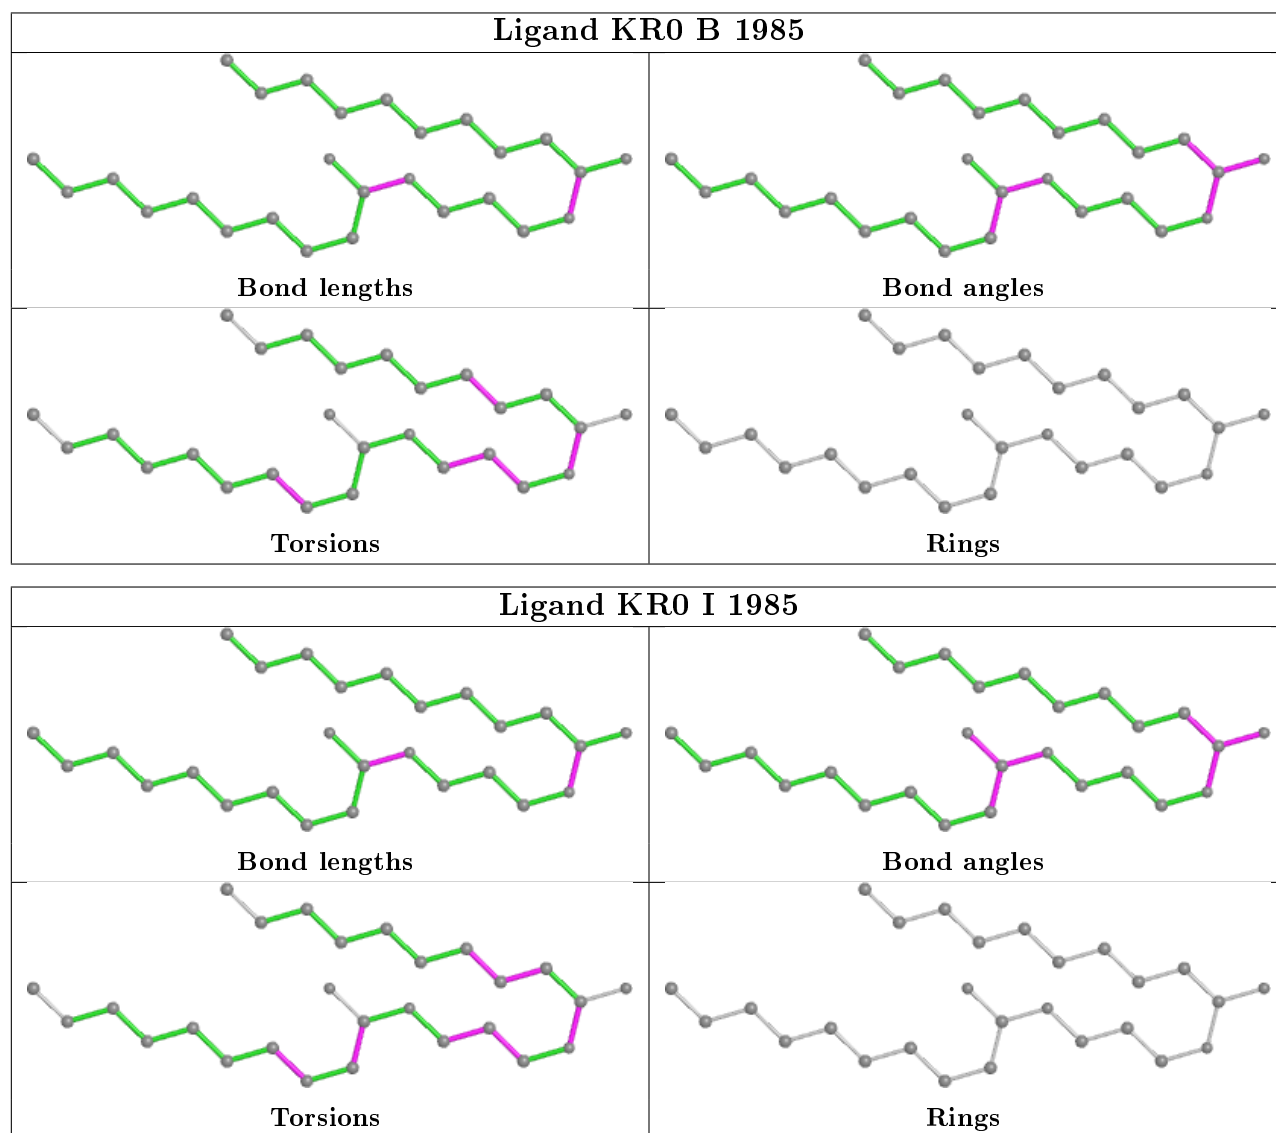 Ligand KR0 B 1985
Bond lengths
Bond angles
Torsions
Rings
Ligand KR0 I 1985
Bond lengths
Bond angles
Torsions
Rings